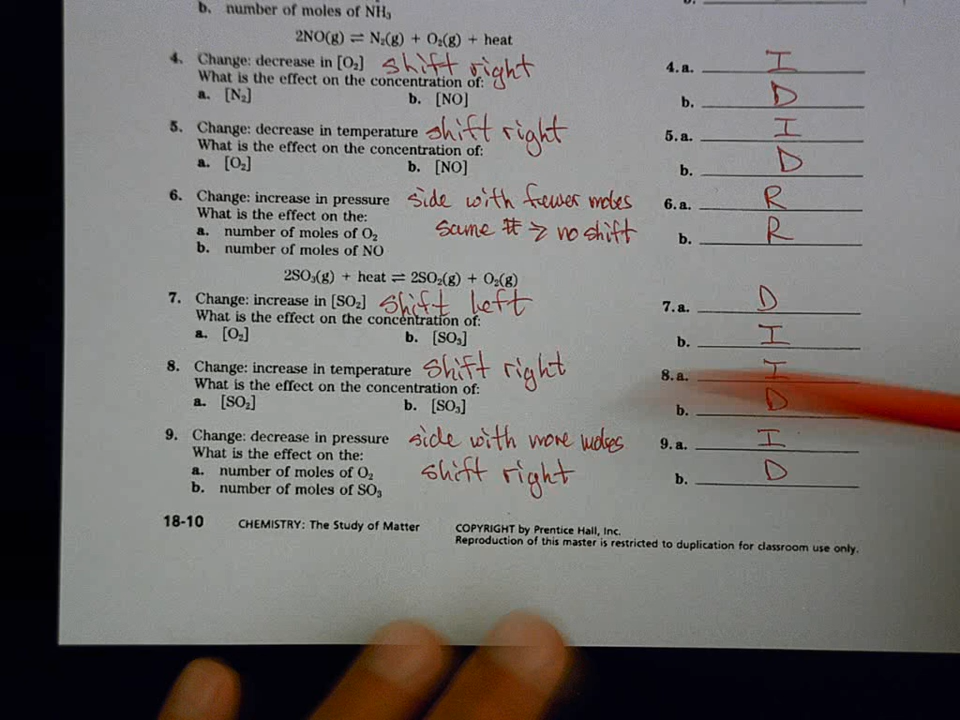 b. number of moles of NH₃
2NO(g) ⇌ N₂(g) + O₂(g) + heat
4. Change: decrease in [O₂] shift right
What is the effect on the concentration of:
a. [N₂] b. [NO]
4. a. I
b. D
5. Change: decrease in temperature shift right
What is the effect on the concentration of:
a. [O₂] b. [NO]
5. a. I
b. D
6. Change: increase in pressure side with fewer moles
What is the effect on the: same # → no shift
a. number of moles of O₂
b. number of moles of NO
6. a. R
b. R
2SO₃(g) + heat ⇌ 2SO₂(g) + O₂(g)
7. Change: increase in [SO₂] shift left
What is the effect on the concentration of:
a. [O₂] b. [SO₃]
7. a. D
b. I
8. Change: increase in temperature shift right
What is the effect on the concentration of:
a. [SO₂] b. [SO₃]
8. a. I
b. D
9. Change: decrease in pressure side with more moles
What is the effect on the: shift right
a. number of moles of O₂
b. number of moles of SO₃
9. a. I
b. D
18-10 CHEMISTRY: The Study of Matter COPYRIGHT by Prentice Hall, Inc.
Reproduction of this master is restricted to duplication for classroom use only.